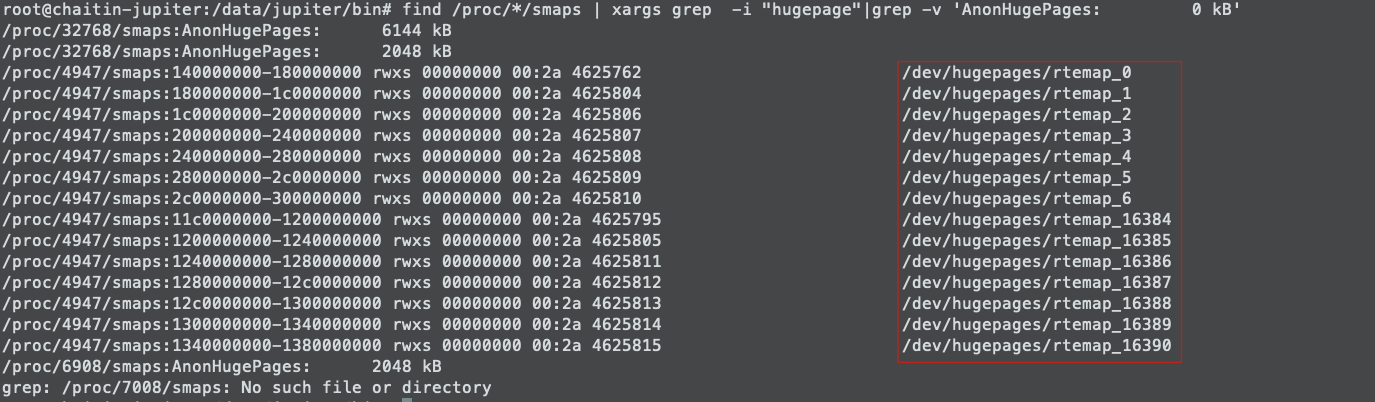 root@chaitin-jupiter:/data/jupiter/bin# find /proc/*/smaps | xargs grep  -i "hugepage"|grep -v 'AnonHugePages:         0 kB'
/proc/32768/smaps:AnonHugePages:      6144 kB
/proc/32768/smaps:AnonHugePages:      2048 kB
/proc/4947/smaps:140000000-180000000 rwxs 00000000 00:2a 4625762                        /dev/hugepages/rtemap_0
/proc/4947/smaps:180000000-1c0000000 rwxs 00000000 00:2a 4625804                        /dev/hugepages/rtemap_1
/proc/4947/smaps:1c0000000-200000000 rwxs 00000000 00:2a 4625806                        /dev/hugepages/rtemap_2
/proc/4947/smaps:200000000-240000000 rwxs 00000000 00:2a 4625807                        /dev/hugepages/rtemap_3
/proc/4947/smaps:240000000-280000000 rwxs 00000000 00:2a 4625808                        /dev/hugepages/rtemap_4
/proc/4947/smaps:280000000-2c0000000 rwxs 00000000 00:2a 4625809                        /dev/hugepages/rtemap_5
/proc/4947/smaps:2c0000000-300000000 rwxs 00000000 00:2a 4625810                        /dev/hugepages/rtemap_6
/proc/4947/smaps:11c0000000-1200000000 rwxs 00000000 00:2a 4625795                      /dev/hugepages/rtemap_16384
/proc/4947/smaps:1200000000-1240000000 rwxs 00000000 00:2a 4625805                      /dev/hugepages/rtemap_16385
/proc/4947/smaps:1240000000-1280000000 rwxs 00000000 00:2a 4625811                      /dev/hugepages/rtemap_16386
/proc/4947/smaps:1280000000-12c0000000 rwxs 00000000 00:2a 4625812                      /dev/hugepages/rtemap_16387
/proc/4947/smaps:12c0000000-1300000000 rwxs 00000000 00:2a 4625813                      /dev/hugepages/rtemap_16388
/proc/4947/smaps:1300000000-1340000000 rwxs 00000000 00:2a 4625814                      /dev/hugepages/rtemap_16389
/proc/4947/smaps:1340000000-1380000000 rwxs 00000000 00:2a 4625815                      /dev/hugepages/rtemap_16390
/proc/6908/smaps:AnonHugePages:      2048 kB
grep: /proc/7008/smaps: No such file or directory